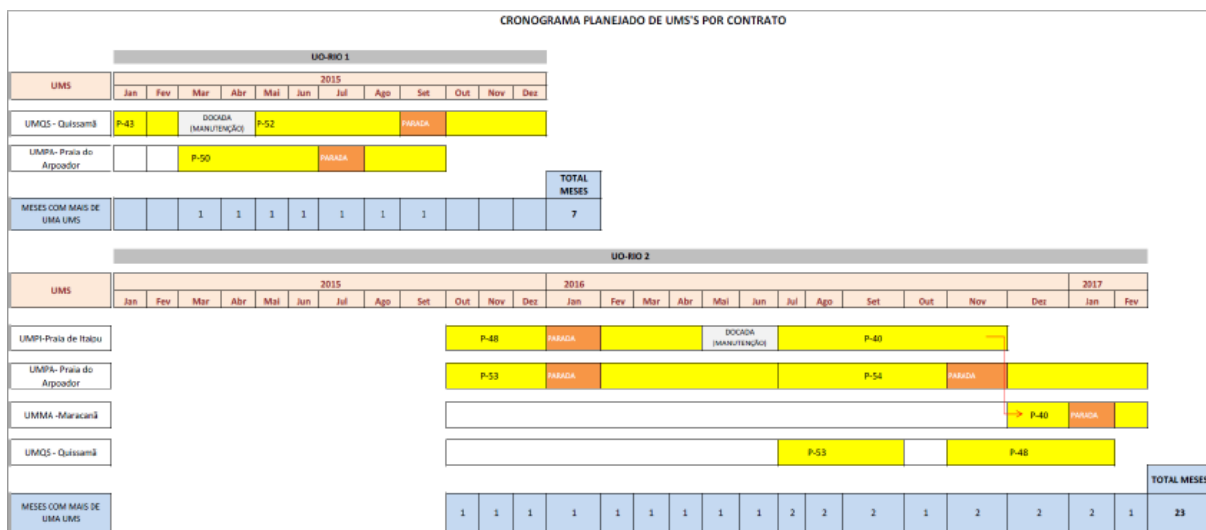 CRONOGRAMA PLANEJADO DE UMS'S POR CONTRATO
UO-RIO 1
UMS
2015
Jan Fev Mar Abr Mai Jun Jul Ago Set Out Nov Dez
UMQS - Quissamã
P-43 DOCADA (MANUTENÇÃO) P-52 PARADA
UMPA- Praia do Arpoador
P-50 PARADA
TOTAL MESES
MESES COM MAIS DE UMA UMS
1 1 1 1 1 1 1 7
UO-RIO 2
UMS
2015 2016 2017
Jan Fev Mar Abr Mai Jun Jul Ago Set Out Nov Dez Jan Fev Mar Abr Mai Jun Jul Ago Set Out Nov Dez Jan Fev
UMPI-Praia de Itaipu
P-48 PARADA DOCADA (MANUTENÇÃO) P-40
UMPA- Praia do Arpoador
P-53 PARADA P-54 PARADA
UMMA -Maracanã
P-40 PARADA
UMQS - Quissamã
P-53 P-48
TOTAL MESES
MESES COM MAIS DE UMA UMS
1 1 1 1 1 1 1 1 1 2 2 2 1 2 2 2 1 23